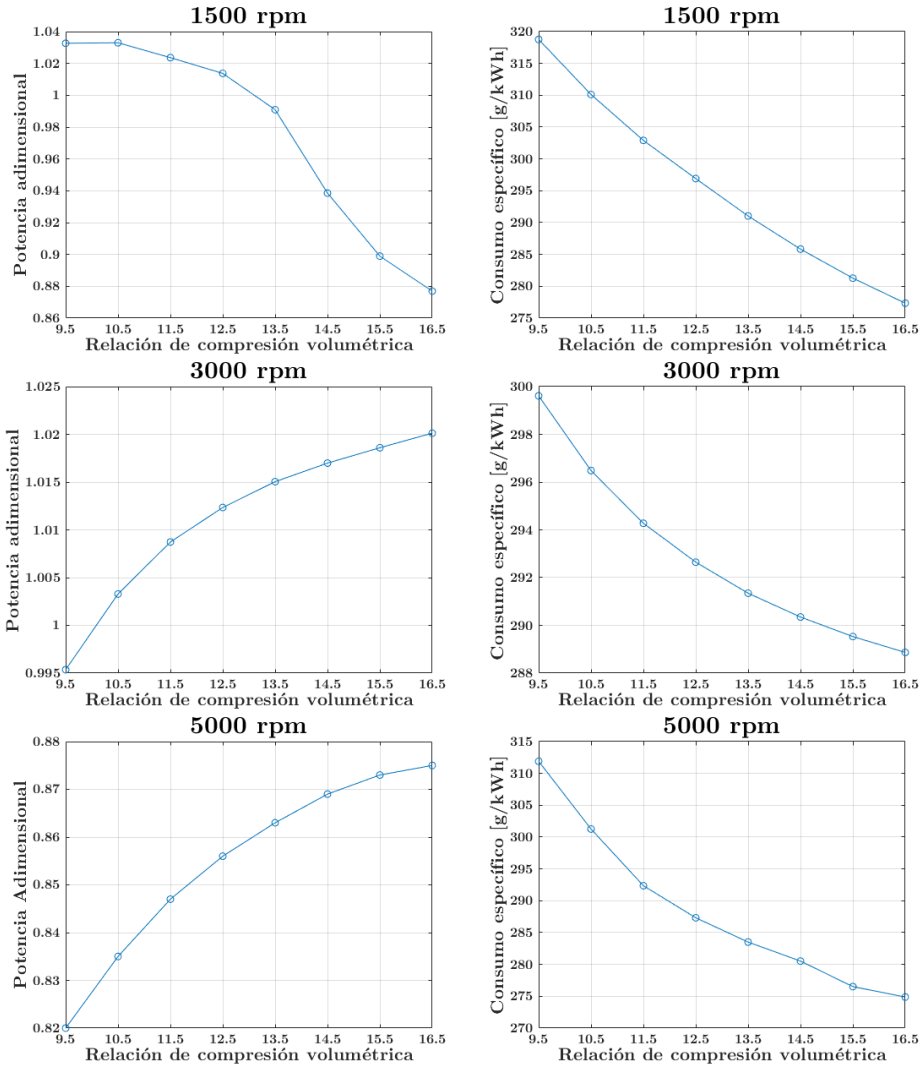 1500 rpm
Potencia adimensional
1.04
1.02
1
0.98
0.96
0.94
0.92
0.9
0.88
0.86
9.5 10.5 11.5 12.5 13.5 14.5 15.5 16.5
Relación de compresión volumétrica
1500 rpm
Consumo específico [g/kWh]
320
315
310
305
300
295
290
285
280
275
9.5 10.5 11.5 12.5 13.5 14.5 15.5 16.5
Relación de compresión volumétrica
3000 rpm
Potencia adimensional
1.025
1.02
1.015
1.01
1.005
1
0.995
9.5 10.5 11.5 12.5 13.5 14.5 15.5 16.5
Relación de compresión volumétrica
3000 rpm
Consumo específico [g/kWh]
300
298
296
294
292
290
288
9.5 10.5 11.5 12.5 13.5 14.5 15.5 16.5
Relación de compresión volumétrica
5000 rpm
Potencia Adimensional
0.88
0.87
0.86
0.85
0.84
0.83
0.82
9.5 10.5 11.5 12.5 13.5 14.5 15.5 16.5
Relación de compresión volumétrica
5000 rpm
Consumo específico [g/kWh]
315
310
300
295
290
285
280
275
270
9.5 10.5 11.5 12.5 13.5 14.5 15.5 16.5
Relación de compresión volumétrica